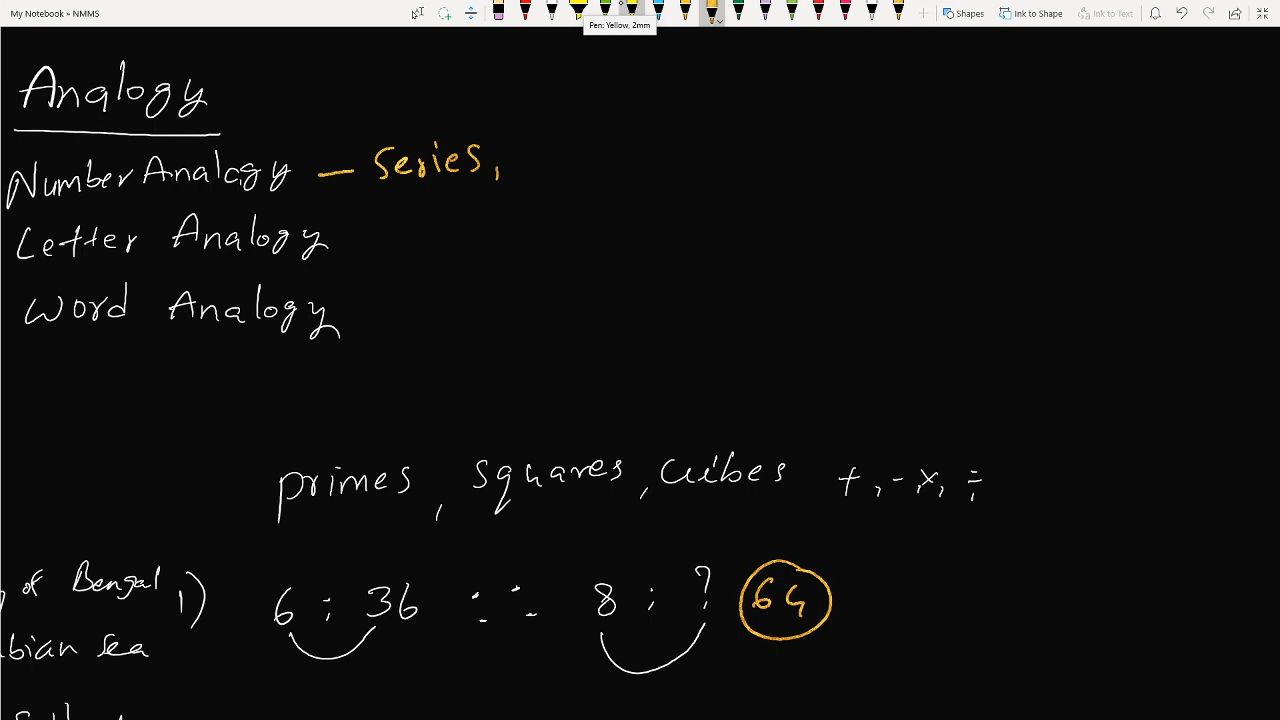 My Notebook » NMMS
Shapes Ink to Shape Ink to Text
Pen: Yellow, 2mm
Analogy
Number Analogy — Series,
Letter Analogy
Word Analogy
primes, squares, cubes +, -, x, ÷
of Bengal
1) 6 : 36 :: 8 : ? 64
bian Sea